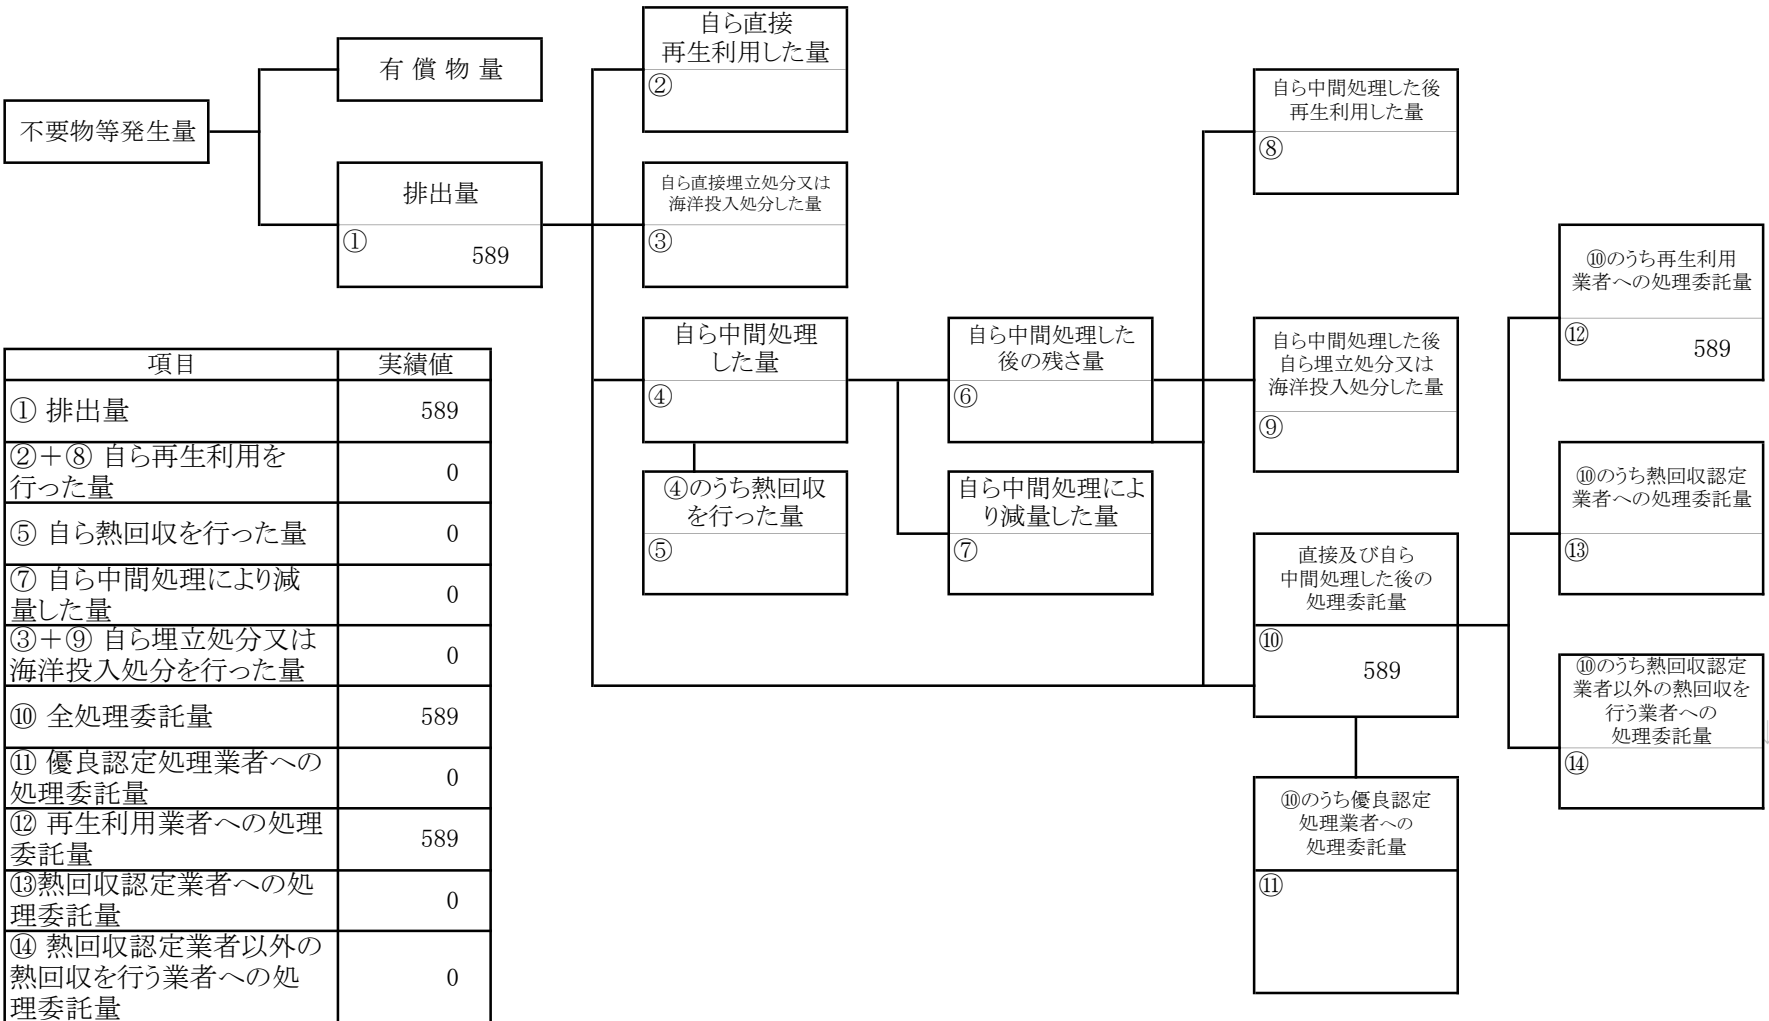 自ら直接
再生利用した量
②
有 償 物 量
不要物等発生量
排出量
①
589
自ら直接埋立処分又は
海洋投入処分した量
③
自ら中間処理した後
再生利用した量
⑧
⑩のうち再生利用
業者への処理委託量
⑫
589
自ら中間処理
した量
④
自ら中間処理した
後の残さ量
⑥
自ら中間処理した後
自ら埋立処分又は
海洋投入処分した量
⑨
④のうち熱回収
を行った量
⑤
自ら中間処理によ
り減量した量
⑦
⑩のうち熱回収認定
業者への処理委託量
⑬
直接及び自ら
中間処理した後の
処理委託量
⑩
589
⑩のうち熱回収認定
業者以外の熱回収を
行う業者への
処理委託量
⑭
⑩のうち優良認定
処理業者への
処理委託量
⑪
項目 実績値
① 排出量 589
②＋⑧ 自ら再生利用を
行った量 0
⑤ 自ら熱回収を行った量 0
⑦ 自ら中間処理により減
量した量 0
③＋⑨ 自ら埋立処分又は
海洋投入処分を行った量 0
⑩ 全処理委託量 589
⑪ 優良認定処理業者への
処理委託量 0
⑫ 再生利用業者への処理
委託量 589
⑬熱回収認定業者への処
理委託量 0
⑭ 熱回収認定業者以外の
熱回収を行う業者への処
理委託量 0